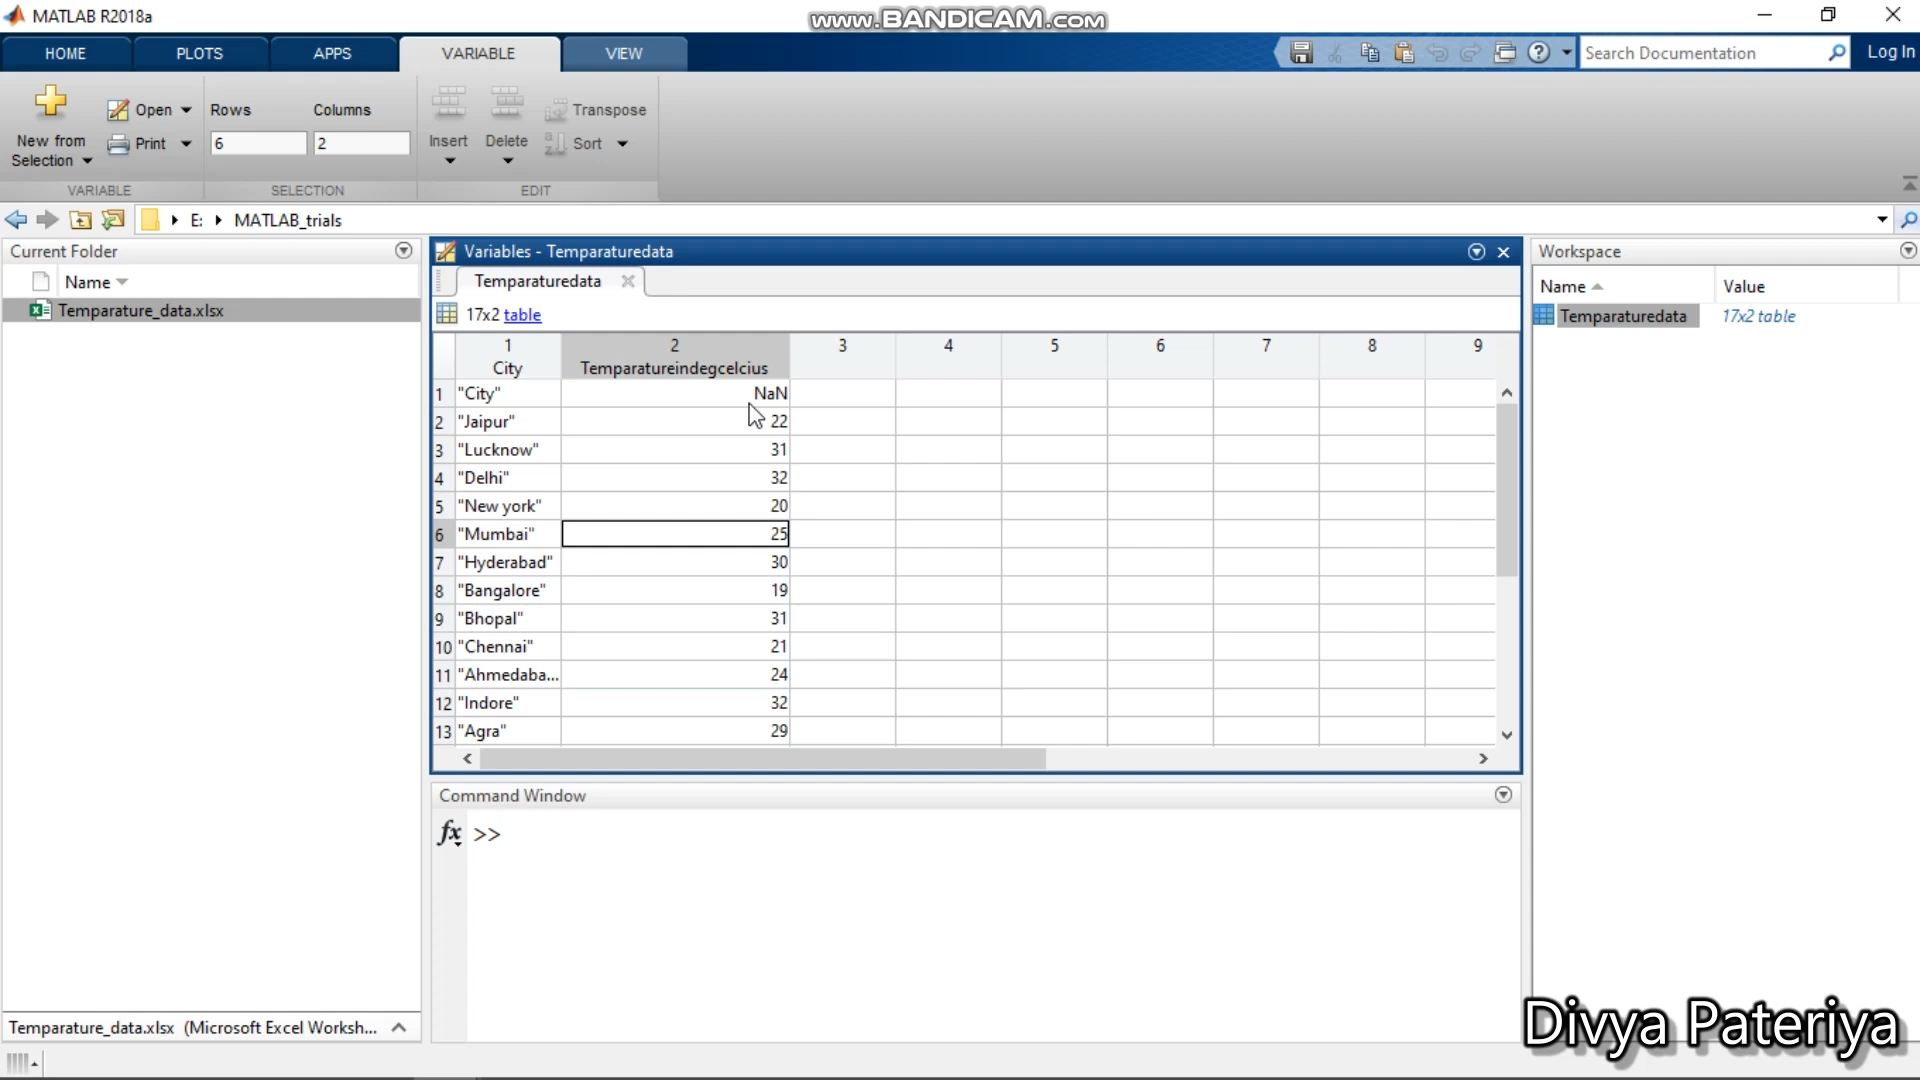 MATLAB R2018a
www.BANDICAM.com
HOME
PLOTS
APPS
VARIABLE
VIEW
Search Documentation
Log In
New from
Selection
Open
Print
Rows
6
Columns
2
Insert
Delete
Transpose
Sort
VARIABLE
SELECTION
EDIT
E:
MATLAB_trials
Current Folder
Name
Temparature_data.xlsx
Variables - Temparaturedata
Temparaturedata
17x2 table
1 2 3 4 5 6 7 8 9
City Temparatureindegcelcius
1 "City" NaN
2 "Jaipur" 22
3 "Lucknow" 31
4 "Delhi" 32
5 "New york" 20
6 "Mumbai" 25
7 "Hyderabad" 30
8 "Bangalore" 19
9 "Bhopal" 31
10 "Chennai" 21
11 "Ahmedaba... 24
12 "Indore" 32
13 "Agra" 29
Workspace
Name Value
Temparaturedata 17x2 table
Command Window
fx >>
Temparature_data.xlsx (Microsoft Excel Worksh...
Divya Pateriya